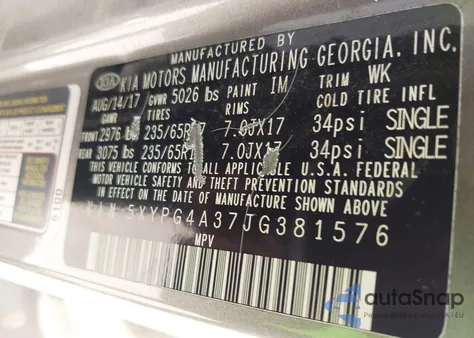 MANUFACTURED BY
KIA KIA MOTORS MANUFACTURING GEORGIA, INC.
AUG/14/17 GVWR 5026 lbs PAINT IM TRIM WK
GAWR TIRES RIMS COLD TIRE INFL
FRONT 2976 lbs 235/65R17 7.0JX17 34psi SINGLE
REAR 3075 lbs 235/65R17 7.0JX17 34psi SINGLE
THIS VEHICLE CONFORMS TO ALL APPLICABLE U.S.A. FEDERAL
MOTOR VEHICLE SAFETY AND THEFT PREVENTION STANDARDS
IN EFFECT ON THE DATE OF MANUFACTURE SHOWN ABOVE
VIN:5XYPG4A37JG381576
MPV
autaSnap